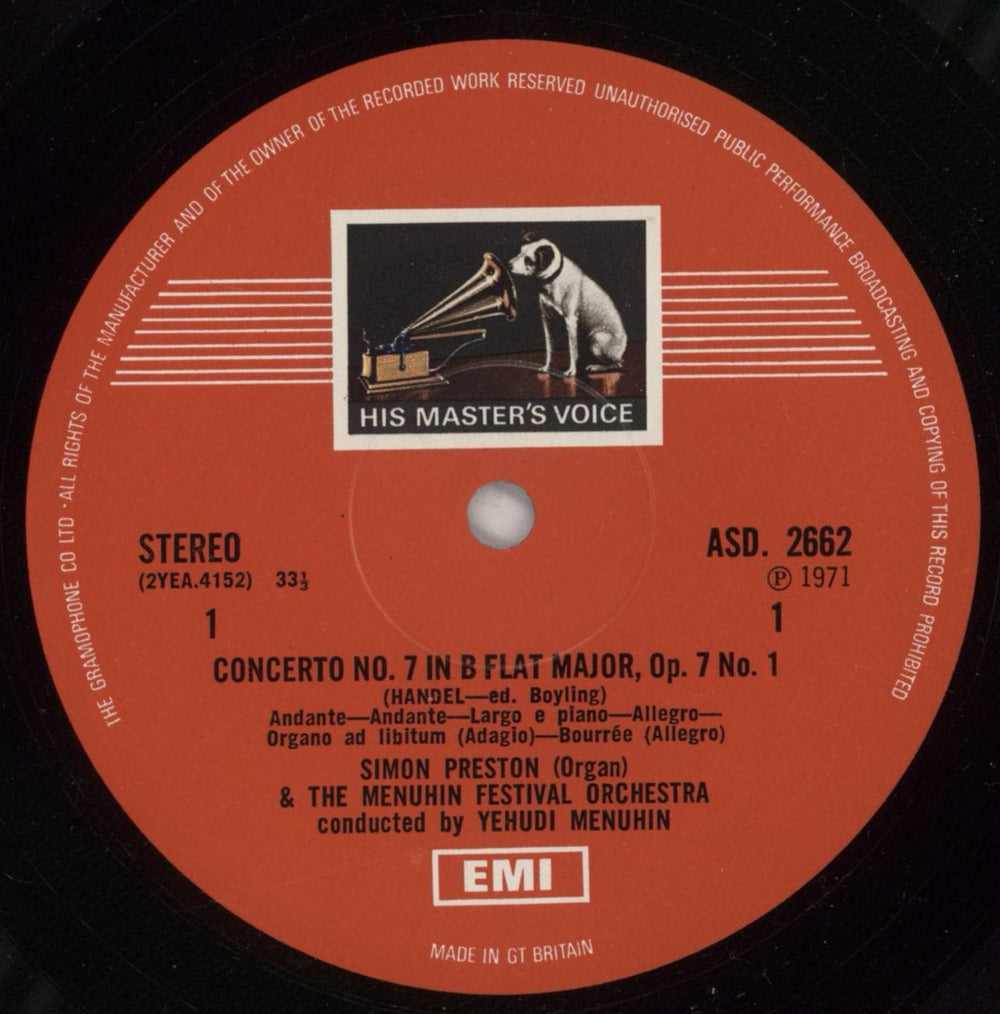 THE GRAMOPHONE CO LTD · ALL RIGHTS OF THE MANUFACTURER AND OF THE OWNER OF THE RECORDED WORK RESERVED UNAUTHORISED PUBLIC PERFORMANCE BROADCASTING AND COPYING OF THIS RECORD PROHIBITED
HIS MASTER'S VOICE
STEREO ASD. 2662
(2YEA.4152) 33⅓ ℗ 1971
1 1
CONCERTO NO. 7 IN B FLAT MAJOR, Op. 7 No. 1
(HANDEL—ed. Boyling)
Andante—Andante—Largo e piano—Allegro—
Organo ad libitum (Adagio)—Bourrée (Allegro)
SIMON PRESTON (Organ)
& THE MENUHIN FESTIVAL ORCHESTRA
conducted by YEHUDI MENUHIN
EMI
MADE IN GT BRITAIN